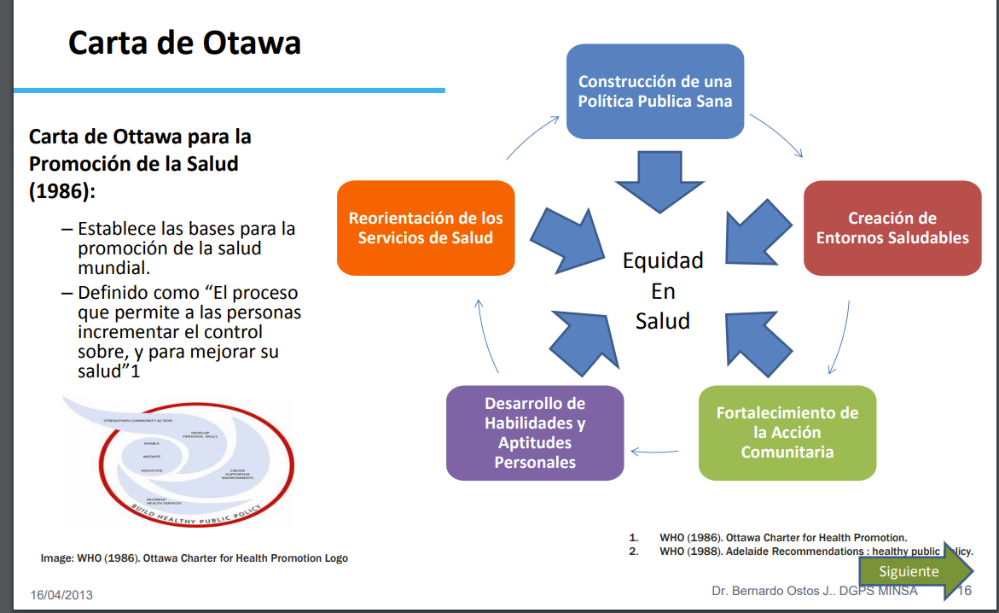 Carta de Otawa
Carta de Ottawa para la
Promoción de la Salud
(1986):
– Establece las bases para la
promoción de la salud
mundial.
– Definido como “El proceso
que permite a las personas
incrementar el control
sobre, y para mejorar su
salud”1
STRENGTHEN COMMUNITY ACTION
DEVELOP
PERSONAL SKILLS
ENABLE
MEDIATE
ADVOCATE
CREATE
SUPPORTIVE
ENVIRONMENTS
REORIENT
HEALTH SERVICES
BUILD HEALTHY PUBLIC POLICY
Image: WHO (1986). Ottawa Charter for Health Promotion Logo
Construcción de una
Política Publica Sana
Creación de
Entornos Saludables
Fortalecimiento de
la Acción
Comunitaria
Desarrollo de
Habilidades y
Aptitudes
Personales
Reorientación de los
Servicios de Salud
Equidad
En
Salud
1. WHO (1986). Ottawa Charter for Health Promotion.
2. WHO (1988). Adelaide Recommendations : healthy public licy.
Siguiente
16/04/2013
Dr. Bernardo Ostos J.. DGPS MINSA
16